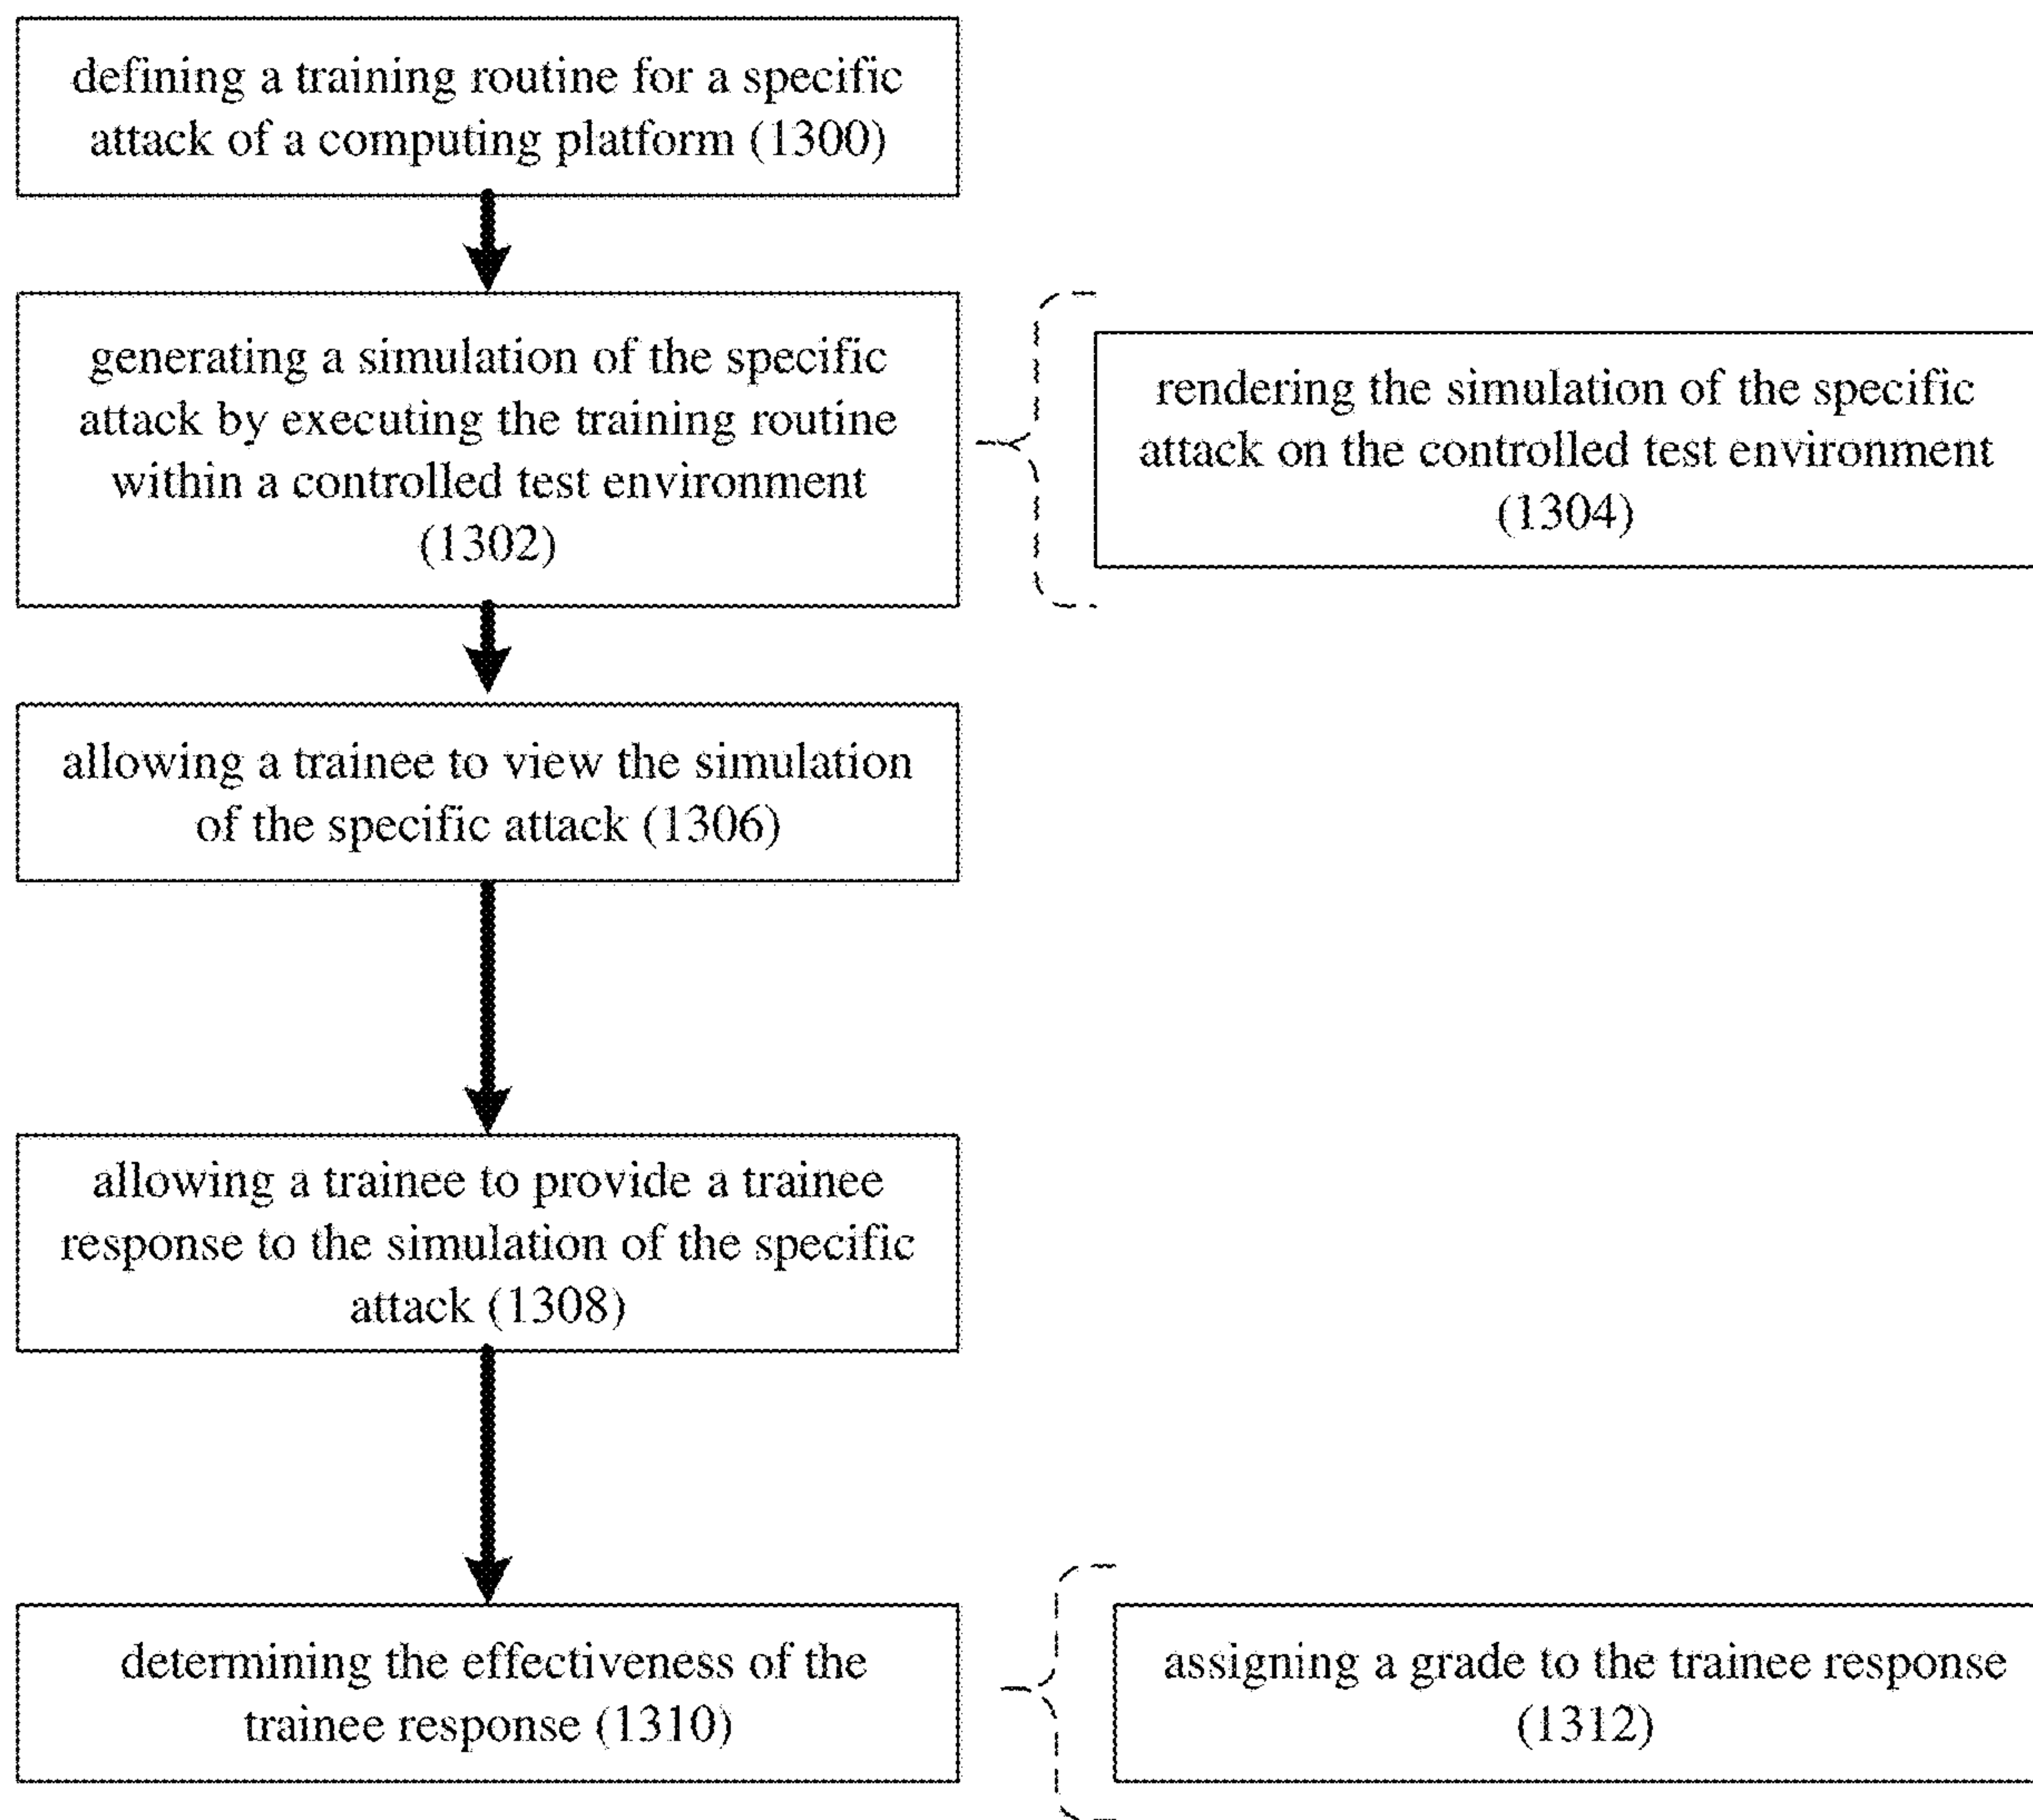 defining a training routine for a specific
attack of a computing platform (1300)
generating a simulation of the specific
attack by executing the training routine
within a controlled test environment
(1302)
rendering the simulation of the specific
attack on the controlled test environment
(1304)
allowing a trainee to view the simulation
of the specific attack (1306)
allowing a trainee to provide a trainee
response to the simulation of the specific
attack (1308)
determining the effectiveness of the
trainee response (1310)
assigning a grade to the trainee response
(1312)